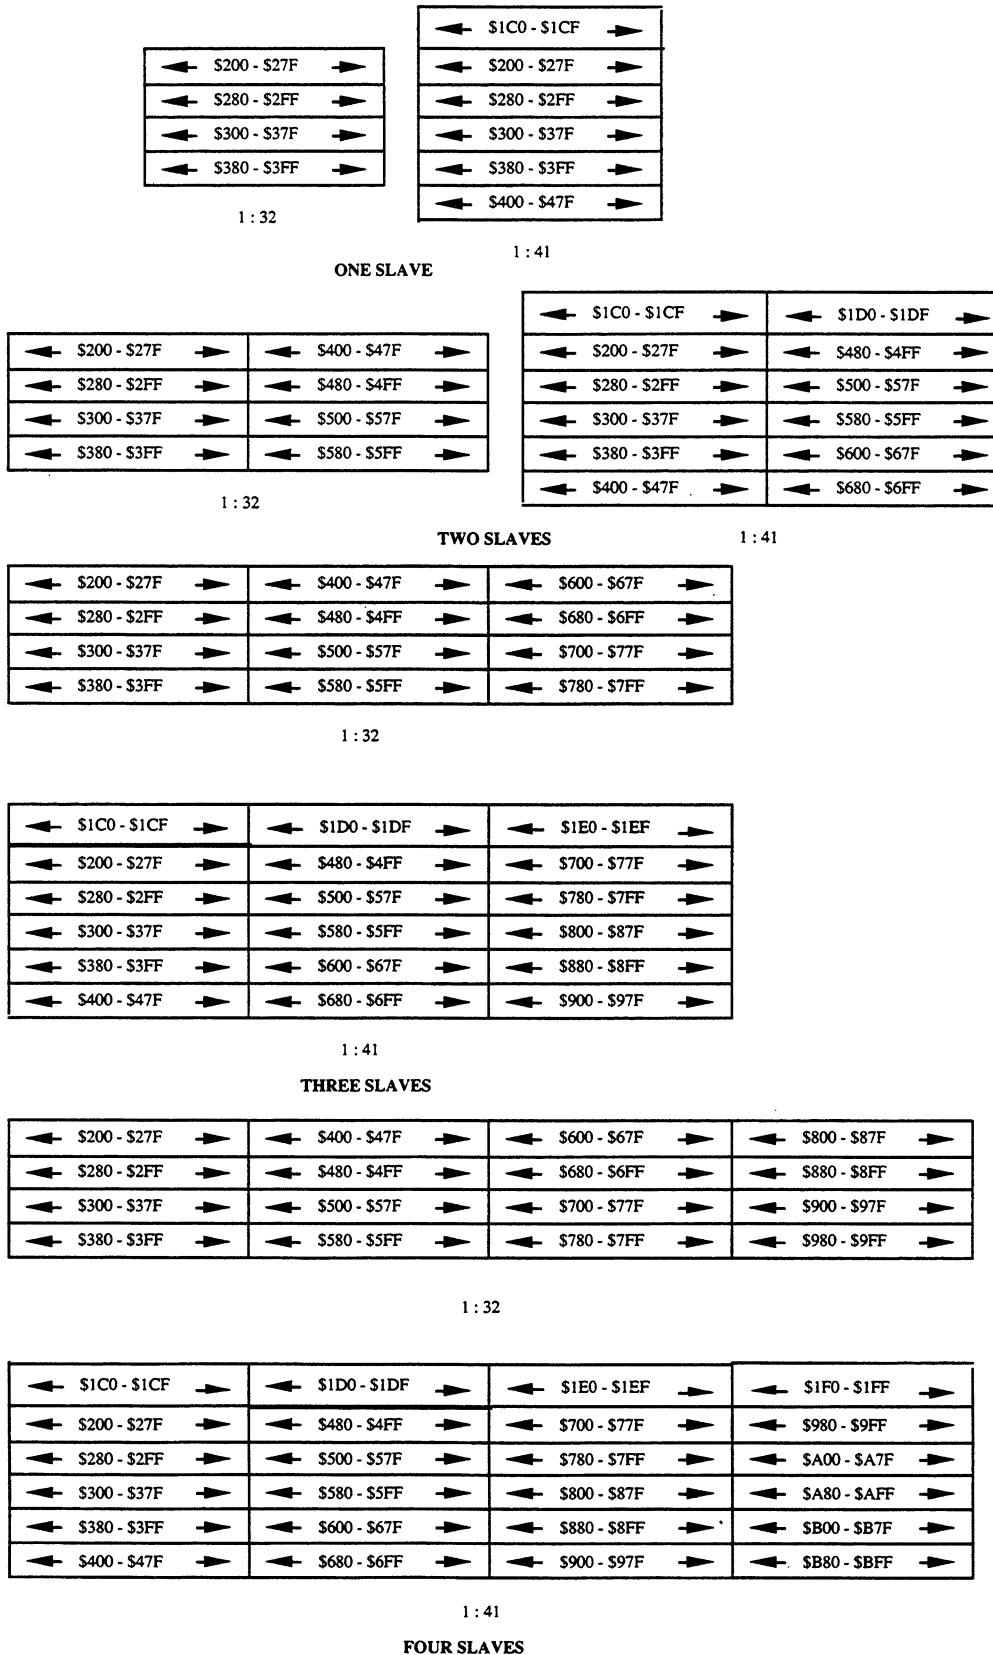 $1C0 - $1CF
$200 - $27F $200 - $27F
$280 - $2FF $280 - $2FF
$300 - $37F $300 - $37F
$380 - $3FF $380 - $3FF
$400 - $47F
1 : 32
1 : 41
ONE SLAVE
$1C0 - $1CF $1D0 - $1DF
$200 - $27F $400 - $47F $200 - $27F $480 - $4FF
$280 - $2FF $480 - $4FF $280 - $2FF $500 - $57F
$300 - $37F $500 - $57F $300 - $37F $580 - $5FF
$380 - $3FF $580 - $5FF $380 - $3FF $600 - $67F
$400 - $47F $680 - $6FF
1 : 32
TWO SLAVES 1 : 41
$200 - $27F $400 - $47F $600 - $67F
$280 - $2FF $480 - $4FF $680 - $6FF
$300 - $37F $500 - $57F $700 - $77F
$380 - $3FF $580 - $5FF $780 - $7FF
1 : 32
$1C0 - $1CF $1D0 - $1DF $1E0 - $1EF
$200 - $27F $480 - $4FF $700 - $77F
$280 - $2FF $500 - $57F $780 - $7FF
$300 - $37F $580 - $5FF $800 - $87F
$380 - $3FF $600 - $67F $880 - $8FF
$400 - $47F $680 - $6FF $900 - $97F
1 : 41
THREE SLAVES
$200 - $27F $400 - $47F $600 - $67F $800 - $87F
$280 - $2FF $480 - $4FF $680 - $6FF $880 - $8FF
$300 - $37F $500 - $57F $700 - $77F $900 - $97F
$380 - $3FF $580 - $5FF $780 - $7FF $980 - $9FF
1 : 32
$1C0 - $1CF $1D0 - $1DF $1E0 - $1EF $1F0 - $1FF
$200 - $27F $480 - $4FF $700 - $77F $980 - $9FF
$280 - $2FF $500 - $57F $780 - $7FF $A00 - $A7F
$300 - $37F $580 - $5FF $800 - $87F $A80 - $AFF
$380 - $3FF $600 - $67F $880 - $8FF $B00 - $B7F
$400 - $47F $680 - $6FF $900 - $97F $B80 - $BFF
1 : 41
FOUR SLAVES